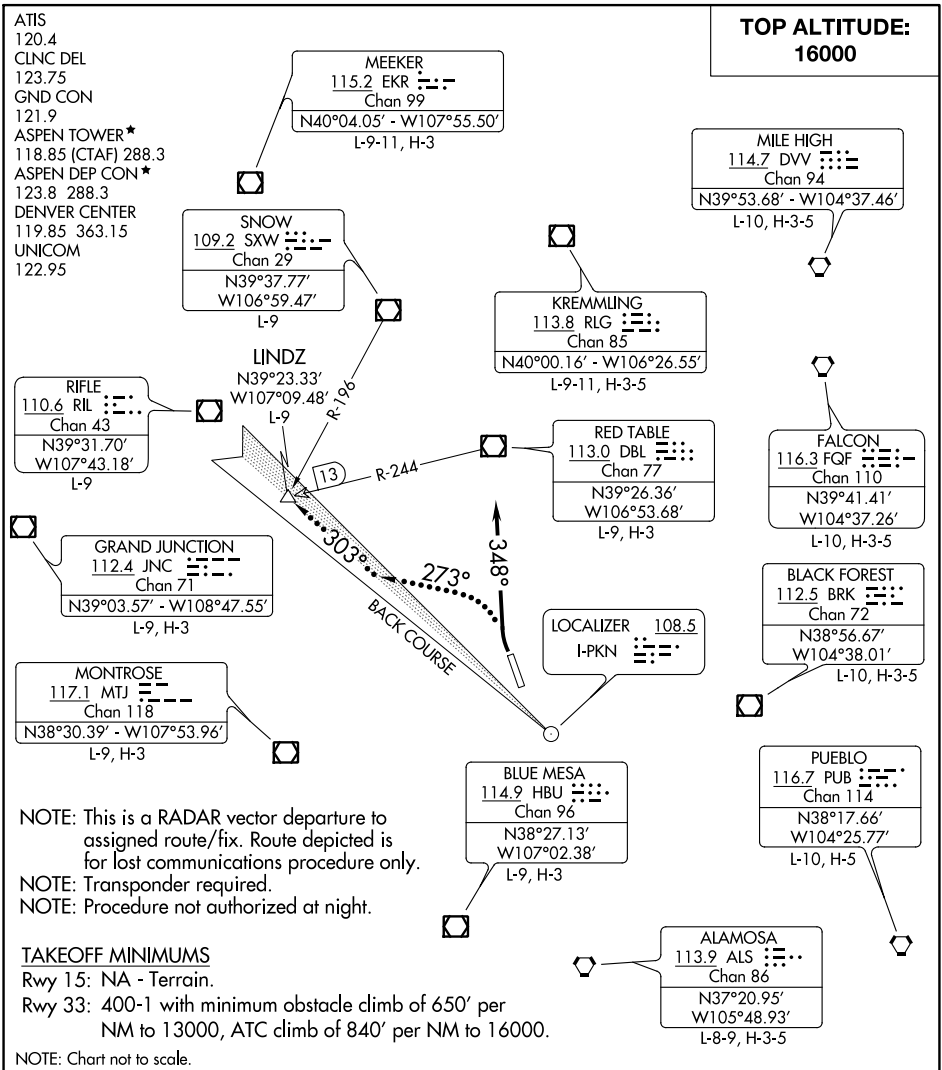 ATIS
120.4
CLNC DEL
123.75
GND CON
121.9
ASPEN TOWER★
118.85 (CTAF) 288.3
ASPEN DEP CON★
123.8 288.3
DENVER CENTER
119.85 363.15
UNICOM
122.95
TOP ALTITUDE:
16000
MEEKER
115.2 EKR
Chan 99
N40°04.05' - W107°55.50'
L-9-11, H-3
MILE HIGH
114.7 DVV
Chan 94
N39°53.68' - W104°37.46'
L-10, H-3-5
SNOW
109.2 SXW
Chan 29
N39°37.77'
W106°59.47'
L-9
KREMMLING
113.8 RLG
Chan 85
N40°00.16' - W106°26.55'
L-9-11, H-3-5
LINDZ
N39°23.33'
W107°09.48'
L-9
R-196
RIFLE
110.6 RIL
Chan 43
N39°31.70'
W107°43.18'
L-9
13
R-244
RED TABLE
113.0 DBL
Chan 77
N39°26.36'
W106°53.68'
L-9, H-3
FALCON
116.3 FQF
Chan 110
N39°41.41'
W104°37.26'
L-10, H-3-5
303°
273°
348°
BACK COURSE
GRAND JUNCTION
112.4 JNC
Chan 71
N39°03.57' - W108°47.55'
L-9, H-3
BLACK FOREST
112.5 BRK
Chan 72
N38°56.67'
W104°38.01'
L-10, H-3-5
LOCALIZER 108.5
I-PKN
MONTROSE
117.1 MTJ
Chan 118
N38°30.39' - W107°53.96'
L-9, H-3
BLUE MESA
114.9 HBU
Chan 96
N38°27.13'
W107°02.38'
L-9, H-3
PUEBLO
116.7 PUB
Chan 114
N38°17.66'
W104°25.77'
L-10, H-5
NOTE: This is a RADAR vector departure to
assigned route/fix. Route depicted is
for lost communications procedure only.
NOTE: Transponder required.
NOTE: Procedure not authorized at night.
ALAMOSA
113.9 ALS
Chan 86
N37°20.95'
W105°48.93'
L-8-9, H-3-5
TAKEOFF MINIMUMS
Rwy 15: NA - Terrain.
Rwy 33: 400-1 with minimum obstacle climb of 650' per
NM to 13000, ATC climb of 840' per NM to 16000.
NOTE: Chart not to scale.